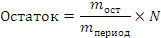 Остаток = m_ост / m_период × N